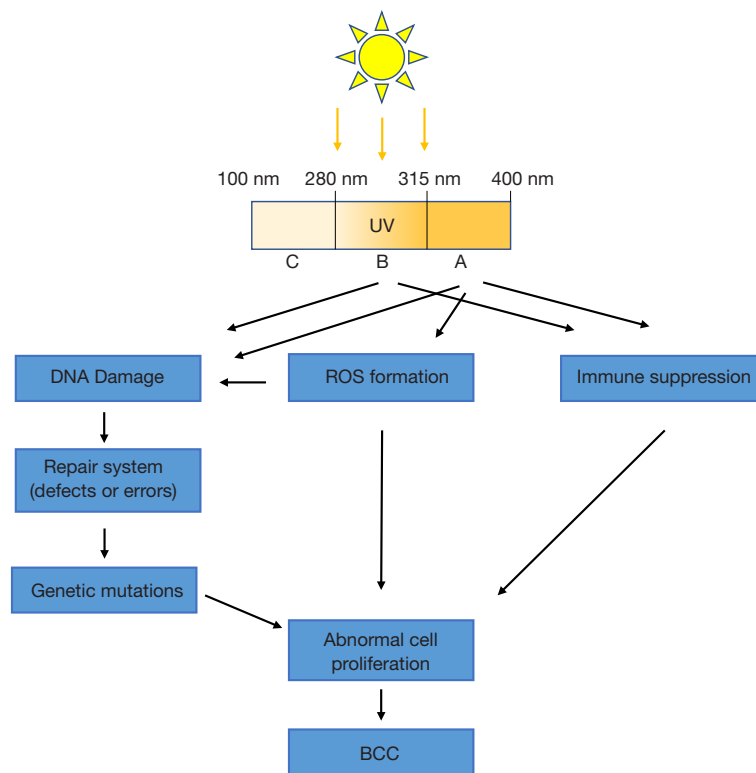 100 nm 280 nm 315 nm 400 nm
UV
C B A
DNA Damage ROS formation Immune suppression
Repair system
(defects or errors)
Genetic mutations
Abnormal cell
proliferation
BCC